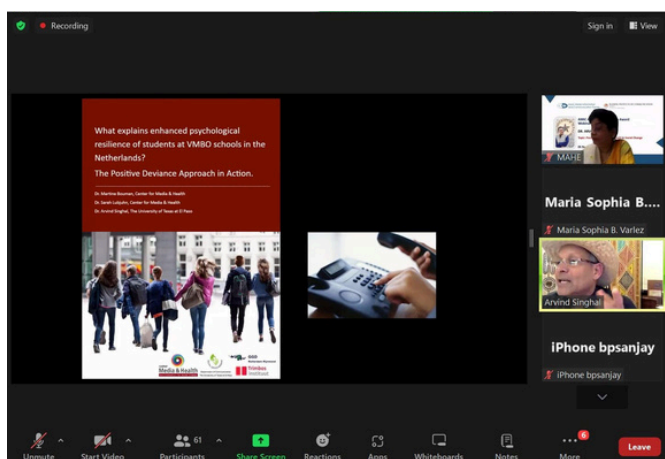 Recording
Sign in
View
What explains enhanced psychological
resilience of students at VMBO schools in the
Netherlands?
The Positive Deviance Approach in Action.
Dr. Martine Bouman, Center for Media & Health
Dr. Sarah Lubjuhn, Center for Media & Health
Dr. Arvind Singhal, The University of Texas at El Paso
Media & Health
Trimbos
MAHE
Maria Sophia B....
Maria Sophia B. Varlez
Arvind Singhal
iPhone bpsanjay
iPhone bpsanjay
Unmute
Start Video
61
Participants
Share Screen
Reactions
Apps
Whiteboards
Notes
6
More
Leave